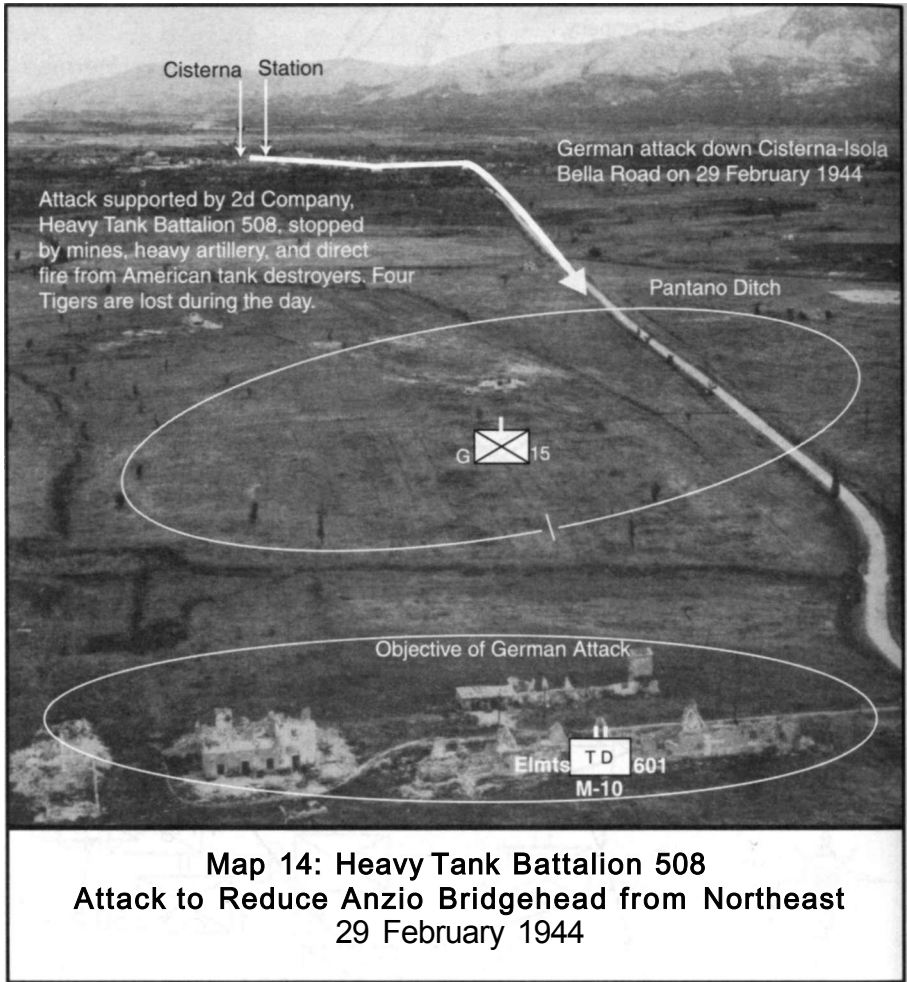 Cisterna Station
German attack down Cisterna-Isola
Bella Road on 29 February 1944
Attack supported by 2d Company,
Heavy Tank Battalion 508, stopped
by mines, heavy artillery, and direct
fire from American tank destroyers. Four
Tigers are lost during the day.
Pantano Ditch
G 15
Objective of German Attack
Elmts TD 601
M-10
Map 14: Heavy Tank Battalion 508
Attack to Reduce Anzio Bridgehead from Northeast
29 February 1944